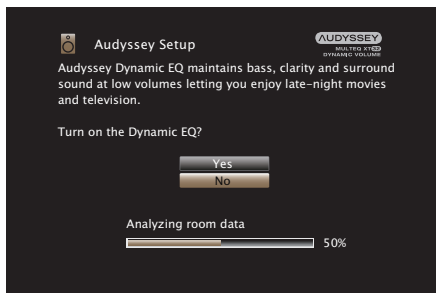 Audyssey Setup
AUDYSSEY
MULTEQ XT32
DYNAMIC VOLUME
Audyssey Dynamic EQ maintains bass, clarity and surround
sound at low volumes letting you enjoy late-night movies
and television.
Turn on the Dynamic EQ?
Yes
No
Analyzing room data
50%